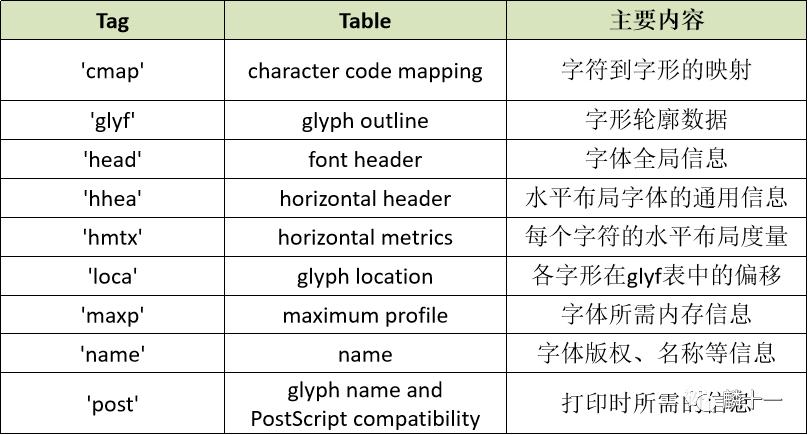 Tag Table 主要内容
'cmap' character code mapping 字符到字形的映射
'glyf' glyph outline 字形轮廓数据
'head' font header 字体全局信息
'hhea' horizontal header 水平布局字体的通用信息
'hmtx' horizontal metrics 每个字符的水平布局度量
'loca' glyph location 各字形在glyf表中的偏移
'maxp' maximum profile 字体所需内存信息
'name' name 字体版权、名称等信息
'post' glyph name and
PostScript compatibility 打印时所需的信息
麟十一